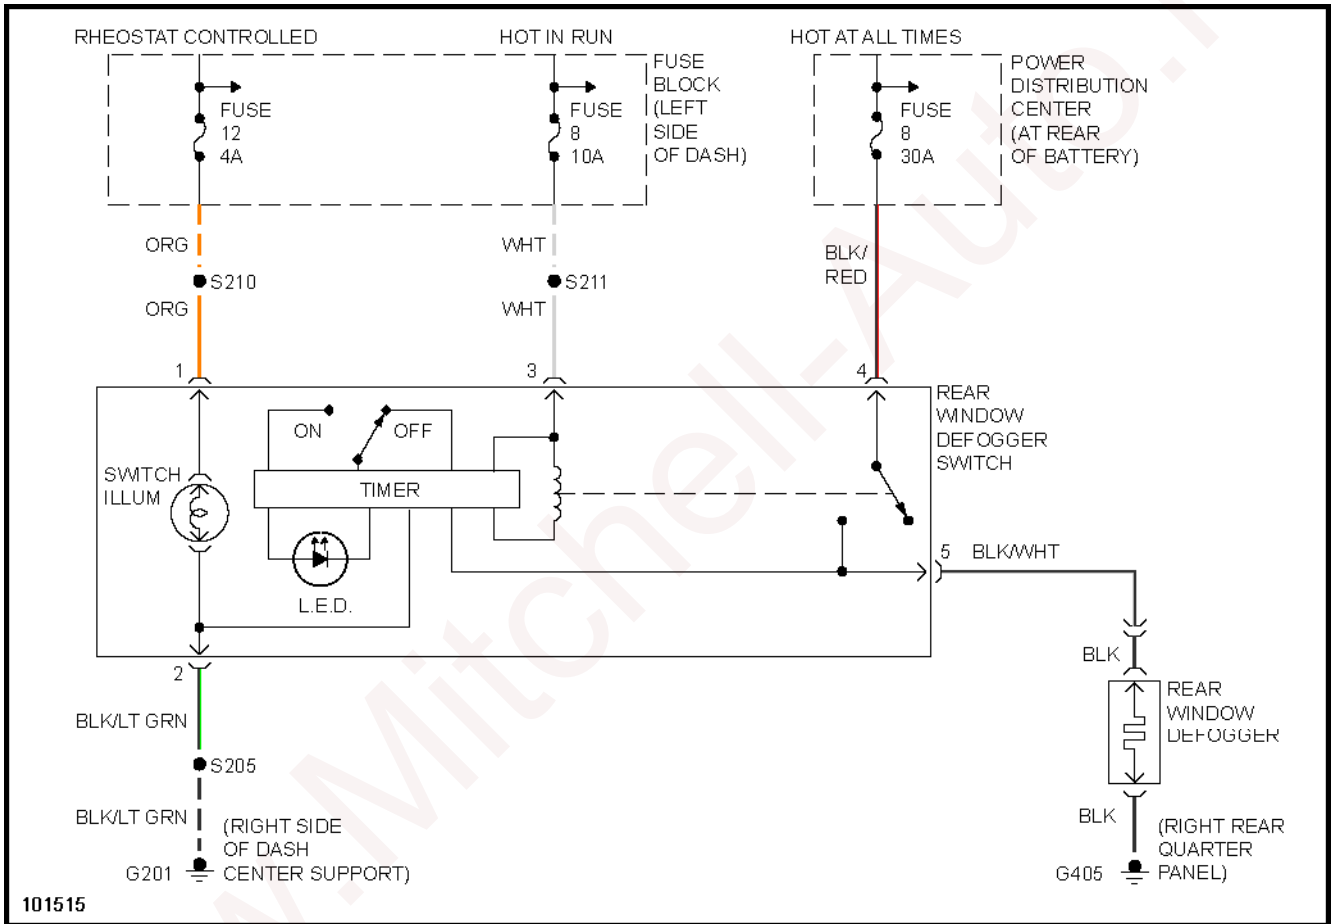 RHEOSTAT CONTROLLED
HOT IN RUN
HOT AT ALL TIMES
FUSE
12
4A
FUSE
8
10A
FUSE
BLOCK
(LEFT
SIDE
OF DASH)
FUSE
8
30A
POWER
DISTRIBUTION
CENTER
(AT REAR
OF BATTERY)
ORG
WHT
BLK/
RED
S210
S211
ORG
WHT
1
3
4
REAR
WINDOW
DEFOGGER
SWITCH
ON
OFF
SWITCH
ILLUM
TIMER
L.E.D.
5
BLK/WHT
2
BLK
REAR
WINDOW
DEFOGGER
BLK/LT GRN
S205
BLK/LT GRN
(RIGHT SIDE
OF DASH
CENTER SUPPORT)
G201
BLK
(RIGHT REAR
QUARTER
PANEL)
G405
101515
w.Mitchell-Auto.r